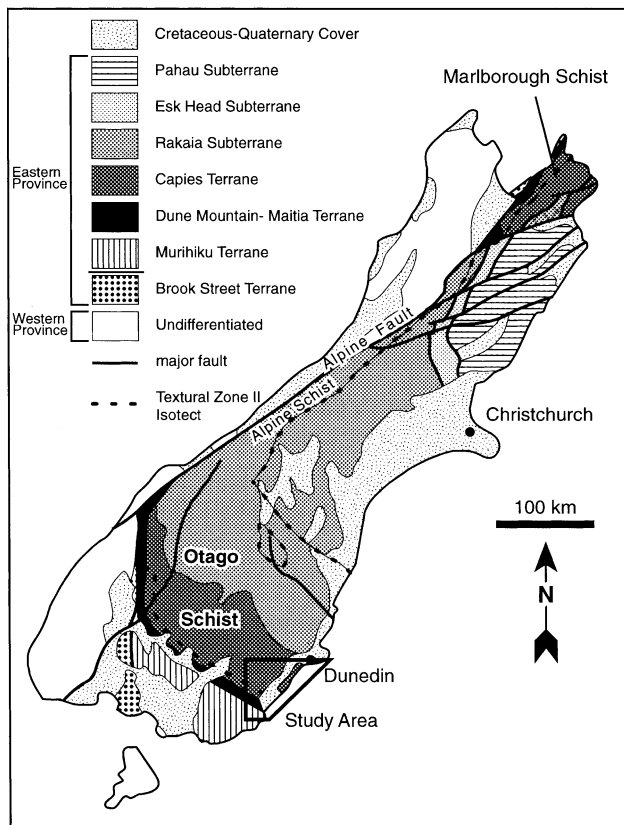 Cretaceous-Quaternary Cover
Pahau Subterrane
Esk Head Subterrane
Rakaia Subterrane
Capies Terrane
Dune Mountain- Maitia Terrane
Murihiku Terrane
Brook Street Terrane
Undifferentiated
major fault
Textural Zone II
Isotect
Eastern
Province
Western
Province
Marlborough Schist
Alpine Fault
Alpine Schist
Christchurch
100 km
N
Otago
Schist
Dunedin
Study Area